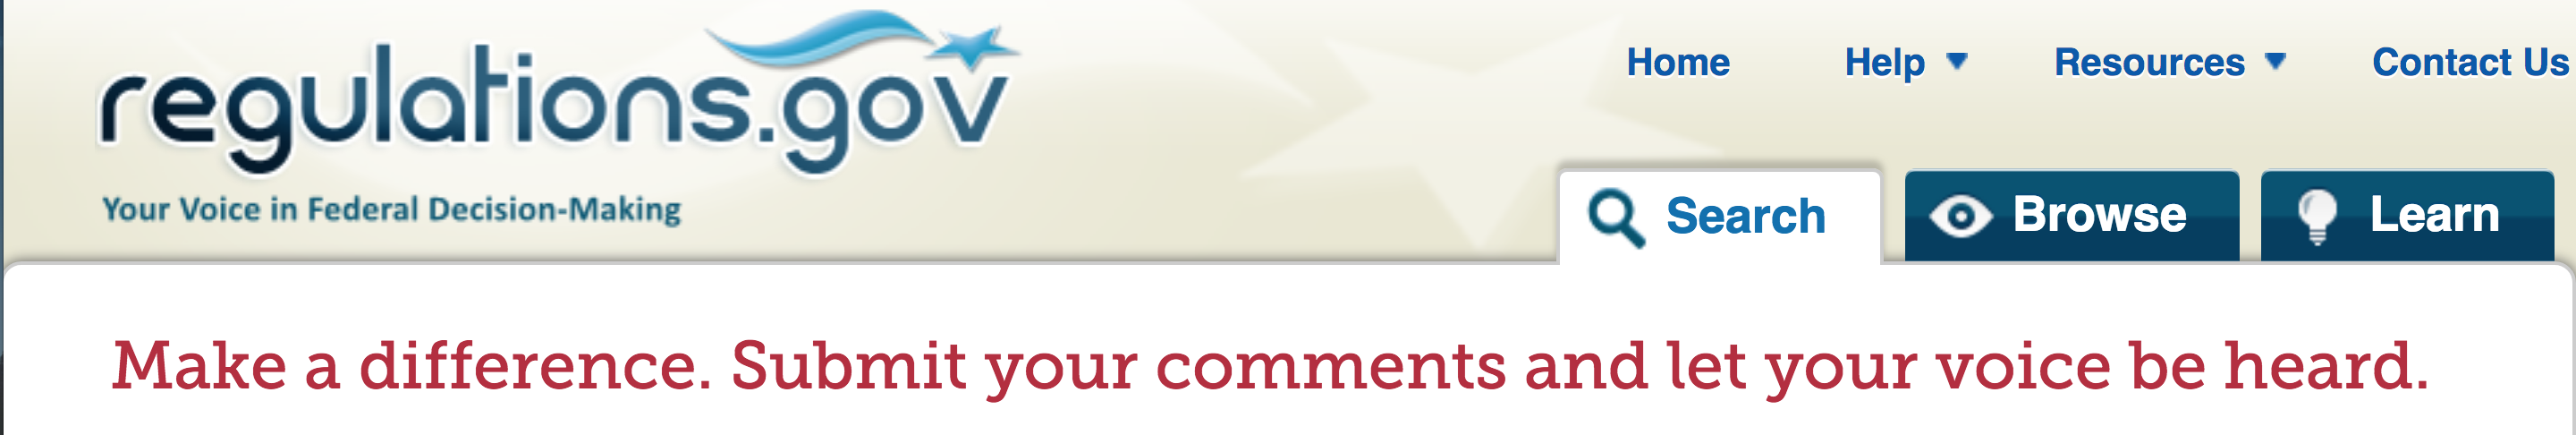 regulations.gov
Your Voice in Federal Decision-Making
Home Help Resources Contact Us
Search Browse Learn
Make a difference. Submit your comments and let your voice be heard.